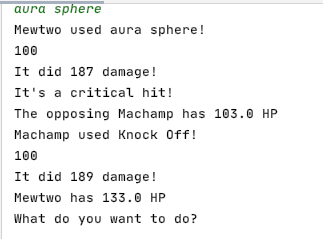 aura sphere
Mewtwo used aura sphere!
100
It did 187 damage!
It's a critical hit!
The opposing Machamp has 103.0 HP
Machamp used Knock Off!
100
It did 189 damage!
Mewtwo has 133.0 HP
What do you want to do?